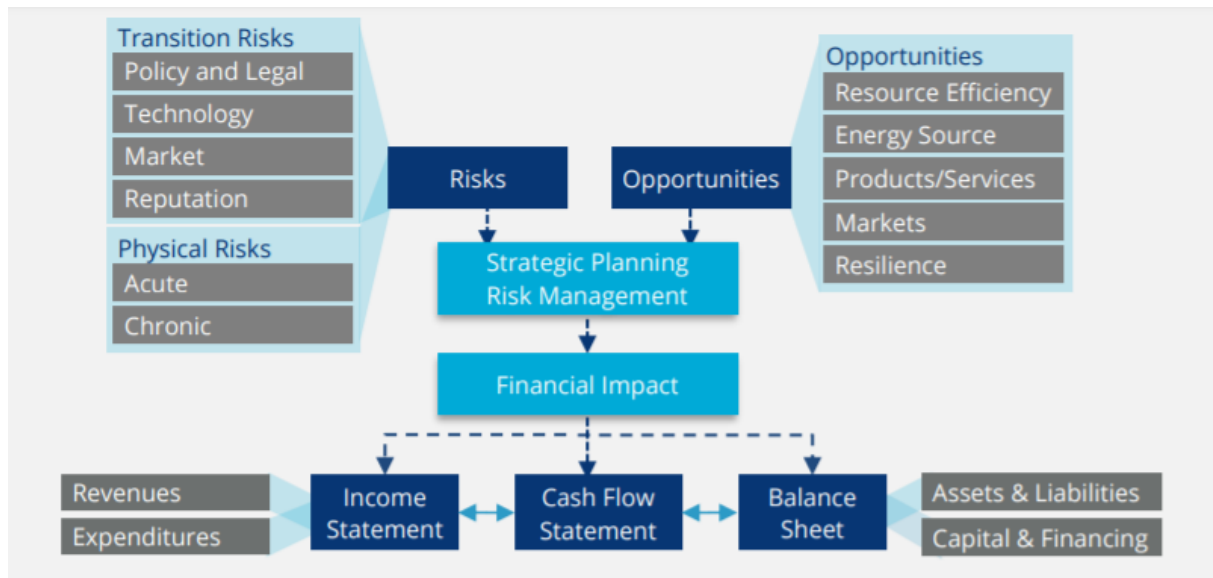 Transition Risks
Policy and Legal
Technology
Market
Reputation
Physical Risks
Acute
Chronic
Risks
Opportunities
Opportunities
Resource Efficiency
Energy Source
Products/Services
Markets
Resilience
Strategic Planning
Risk Management
Financial Impact
Revenues
Expenditures
Income
Statement
Cash Flow
Statement
Balance
Sheet
Assets & Liabilities
Capital & Financing